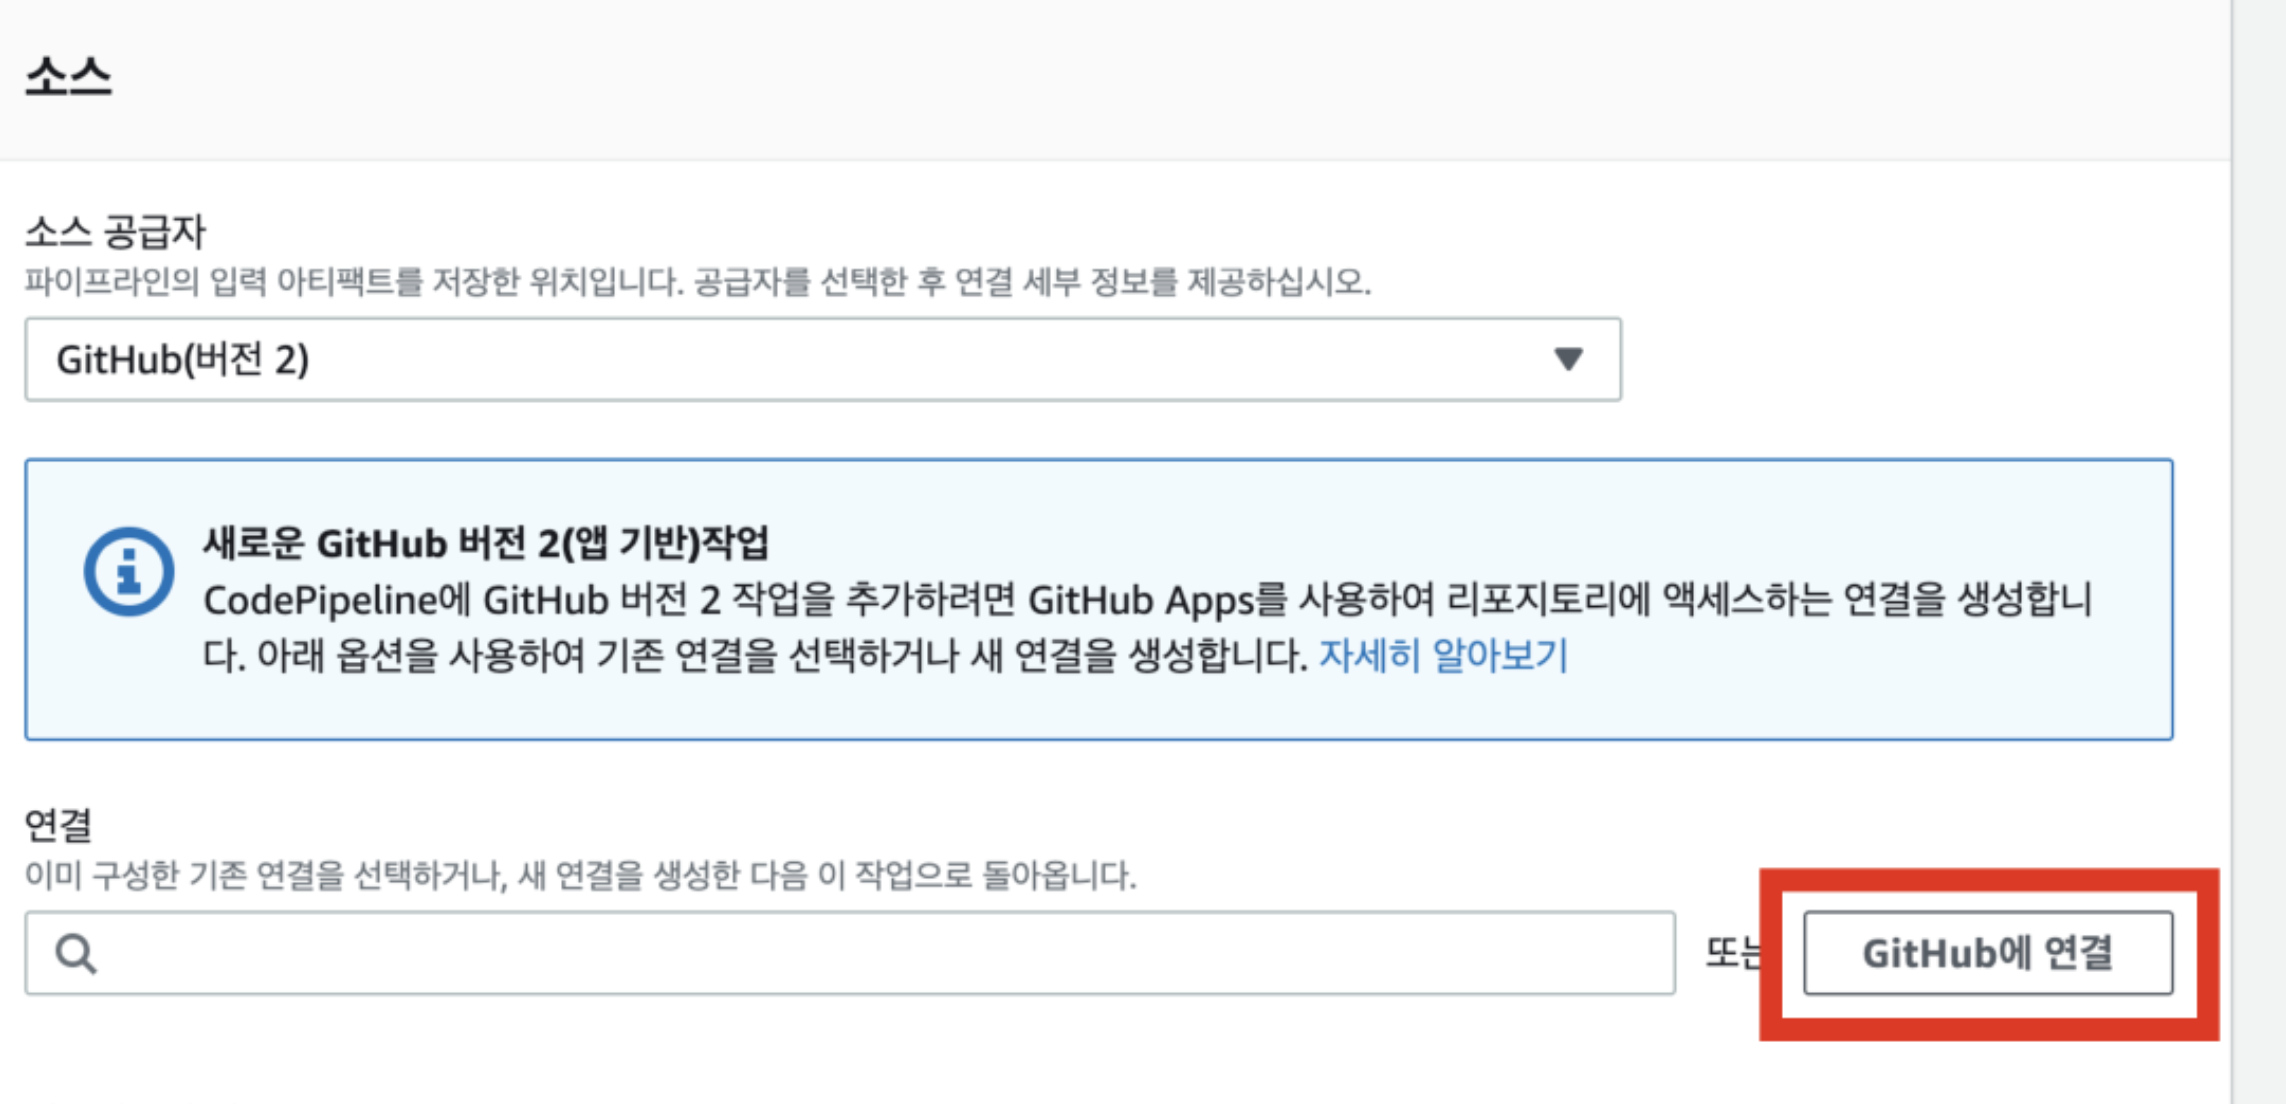 소스
소스 공급자
파이프라인의 입력 아티팩트를 저장한 위치입니다. 공급자를 선택한 후 연결 세부 정보를 제공하십시오.
GitHub(버전 2)
새로운 GitHub 버전 2(앱 기반)작업
CodePipeline에 GitHub 버전 2 작업을 추가하려면 GitHub Apps를 사용하여 리포지토리에 액세스하는 연결을 생성합니
다. 아래 옵션을 사용하여 기존 연결을 선택하거나 새 연결을 생성합니다. 자세히 알아보기
연결
이미 구성한 기존 연결을 선택하거나, 새 연결을 생성한 다음 이 작업으로 돌아옵니다.
또는 GitHub에 연결